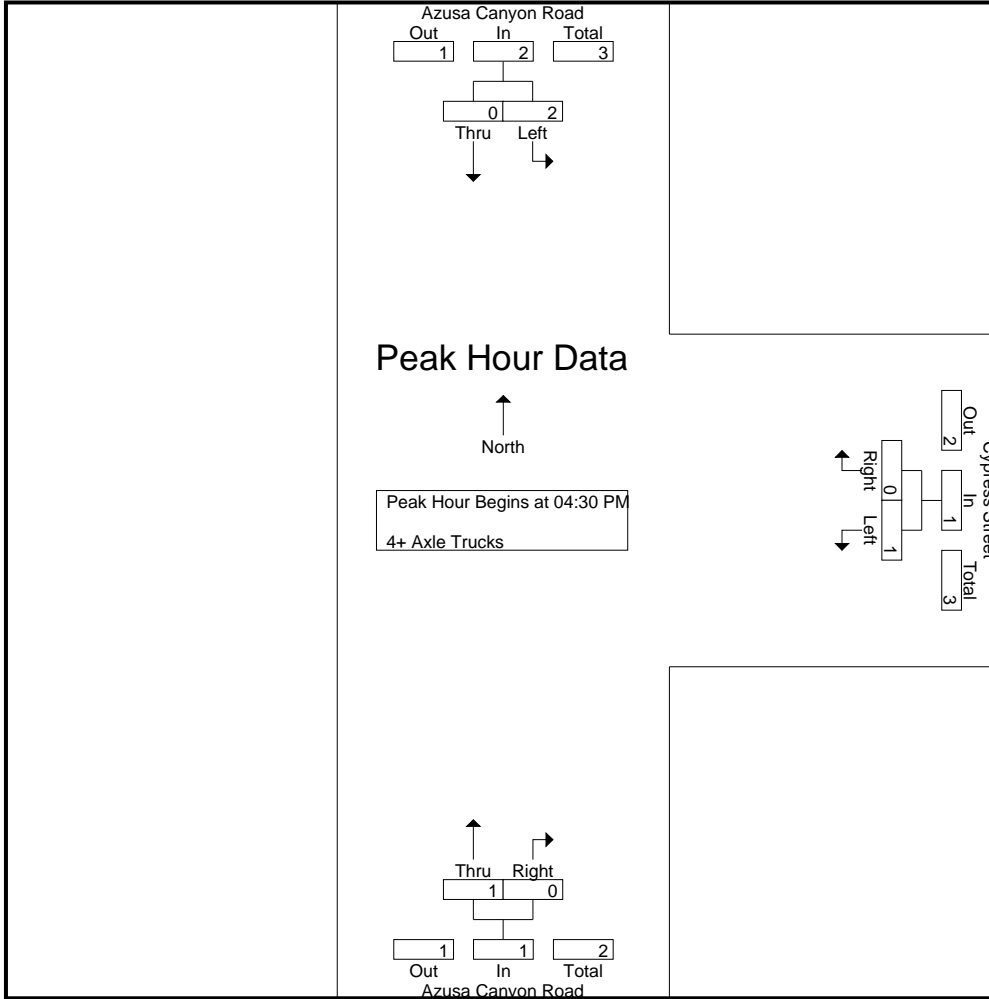 Azusa Canyon Road
Out In Total
1 2 3
0 2
Thru Left
Peak Hour Data
North
Peak Hour Begins at 04:30 PM
4+ Axle Trucks
Cypress Street
Out In Total
2 1 3
0 1
Right Left
Thru Right
1 0
1 1 2
Out In Total
Azusa Canyon Road